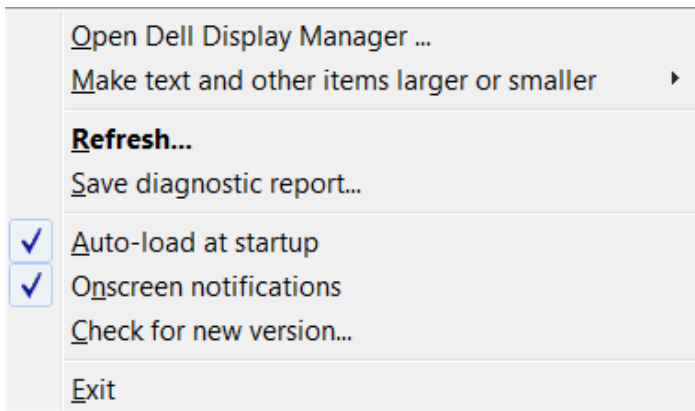 Open Dell Display Manager ...
Make text and other items larger or smaller
Refresh...
Save diagnostic report...
Auto-load at startup
Onscreen notifications
Check for new version...
Exit